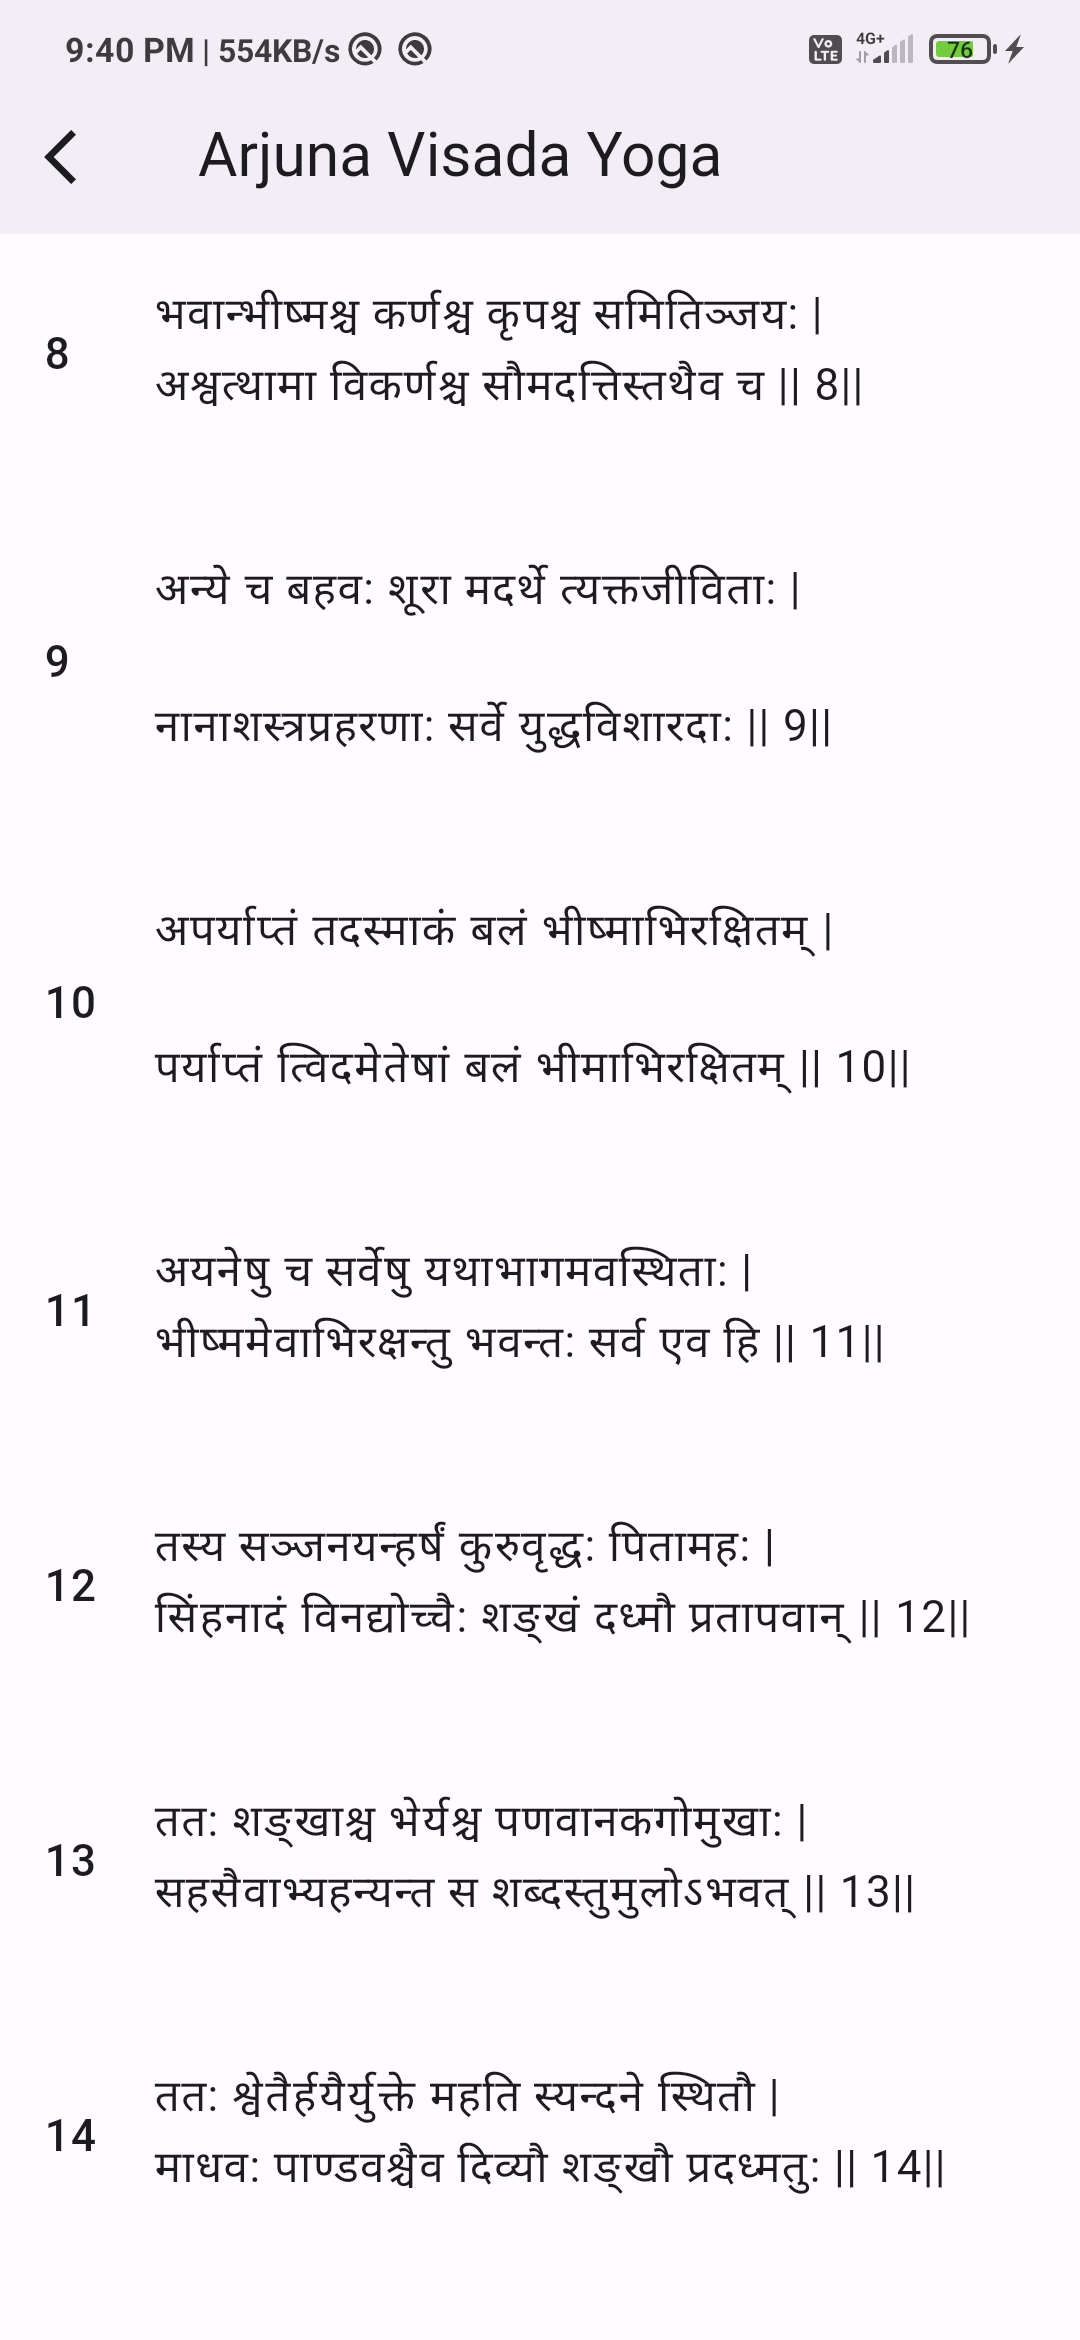 9:40 PM | 554KB/s Vo LTE 4G+ 76
Arjuna Visada Yoga
8
भवान्भीष्मश्च कर्णश्च कृपश्च समितिञ्जय: |
अश्वत्थामा विकर्णश्च सौमदत्तिस्तथैव च || 8||
9
अन्ये च बहव: शूरा मदर्थे त्यक्तजीविता: |
नानाशस्त्रप्रहरणा: सर्वे युद्धविशारदा: || 9||
10
अपर्याप्तं तदस्माकं बलं भीष्माभिरक्षितम् |
पर्याप्तं त्विदमेतेषां बलं भीमाभिरक्षितम् || 10||
11
अयनेषु च सर्वेषु यथाभागमवस्थिता: |
भीष्ममेवाभिरक्षन्तु भवन्त: सर्व एव हि || 11||
12
तस्य सञ्जनयन्हर्षं कुरुवृद्ध: पितामह: |
सिंहनादं विनद्योच्चै: शङ्खं दध्मौ प्रतापवान् || 12||
13
तत: शङ्खाश्च भेर्यश्च पणवानकगोमुखा: |
सहसैवाभ्यहन्यन्त स शब्दस्तुमुलोऽभवत् || 13||
14
तत: श्वेतैर्हयैर्युक्ते महति स्यन्दने स्थितौ |
माधव: पाण्डवश्चैव दिव्यौ शङ्खौ प्रदध्मतु: || 14||